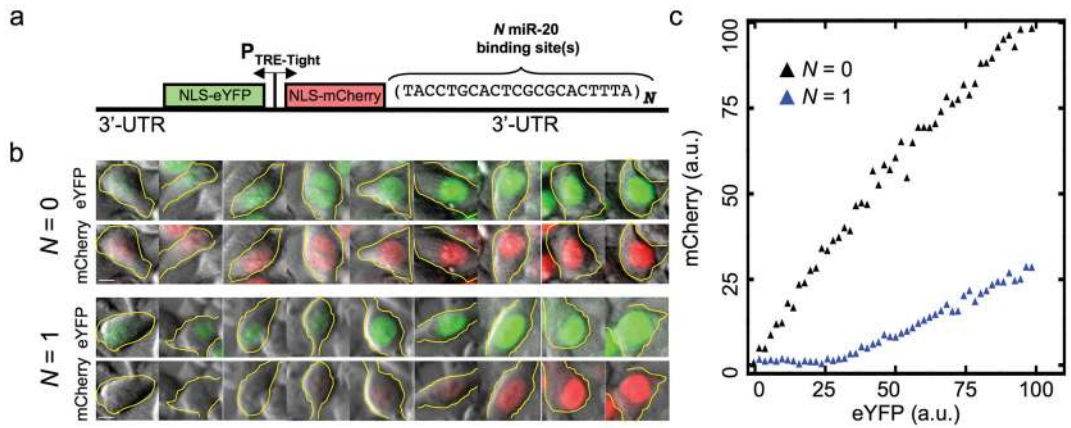 a
P TRE-Tight
N miR-20
binding site(s)
NLS-eYFP
NLS-mCherry
(TACCTGCACTCGCGCACTTTA)N
3'-UTR
3'-UTR
b
N = 0
eYFP
mCherry
N = 1
eYFP
mCherry
c
mCherry (a.u.)
100
75
50
25
0
N = 0
N = 1
0 25 50 75 100
eYFP (a.u.)